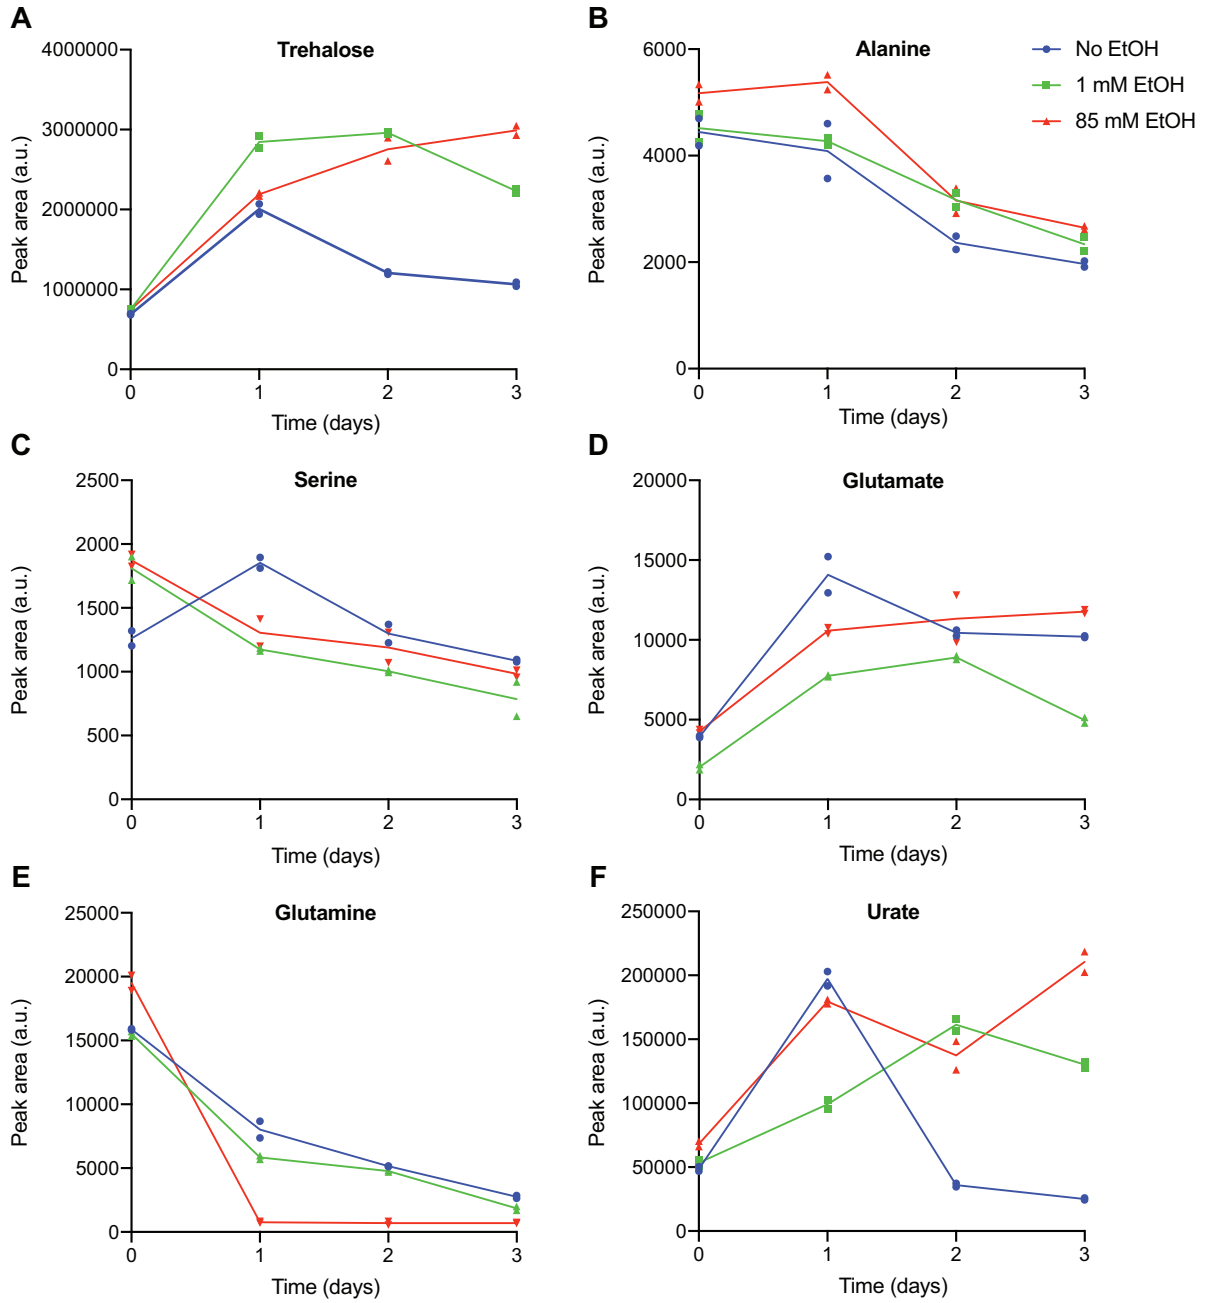 A
Trehalose
4000000
3000000
2000000
1000000
0
Peak area (a.u.)
0 1 2 3
Time (days)
B
Alanine
6000
4000
2000
0
Peak area (a.u.)
0 1 2 3
Time (days)
No EtOH
1 mM EtOH
85 mM EtOH
C
Serine
2500
2000
1500
1000
500
0
Peak area (a.u.)
0 1 2 3
Time (days)
D
Glutamate
20000
15000
10000
5000
0
Peak area (a.u.)
0 1 2 3
Time (days)
E
Glutamine
25000
20000
15000
10000
5000
0
Peak area (a.u.)
0 1 2 3
Time (days)
F
Urate
250000
200000
150000
100000
50000
0
Peak area (a.u.)
0 1 2 3
Time (days)